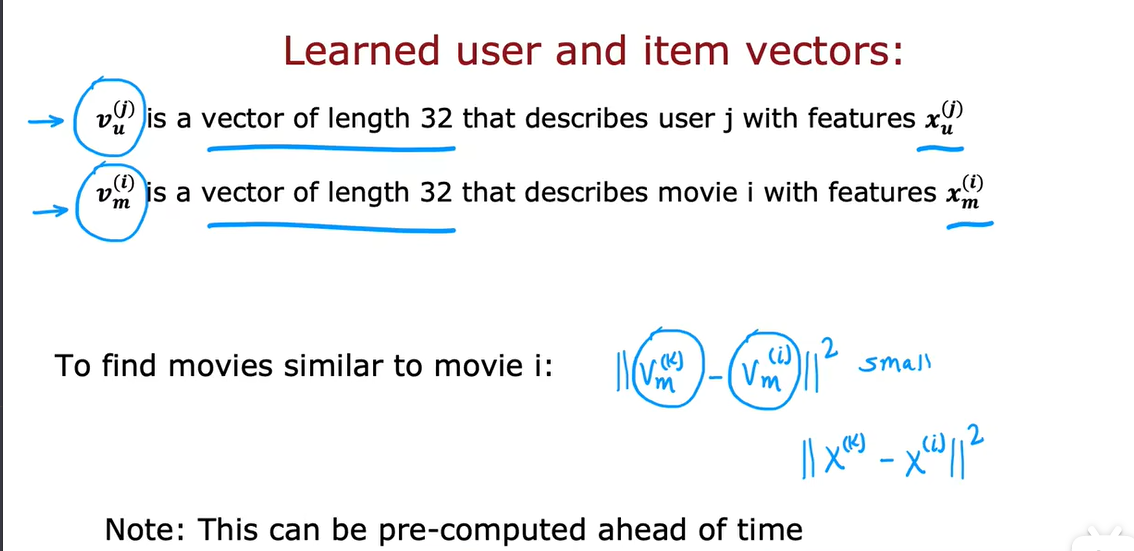 Learned user and item vectors:
→ v_u^(j) is a vector of length 32 that describes user j with features x_u^(j)
→ v_m^(i) is a vector of length 32 that describes movie i with features x_m^(i)
To find movies similar to movie i: ||v_m^(k) - v_m^(i)||^2 small
||x^(k) - x^(i)||^2
Note: This can be pre-computed ahead of time